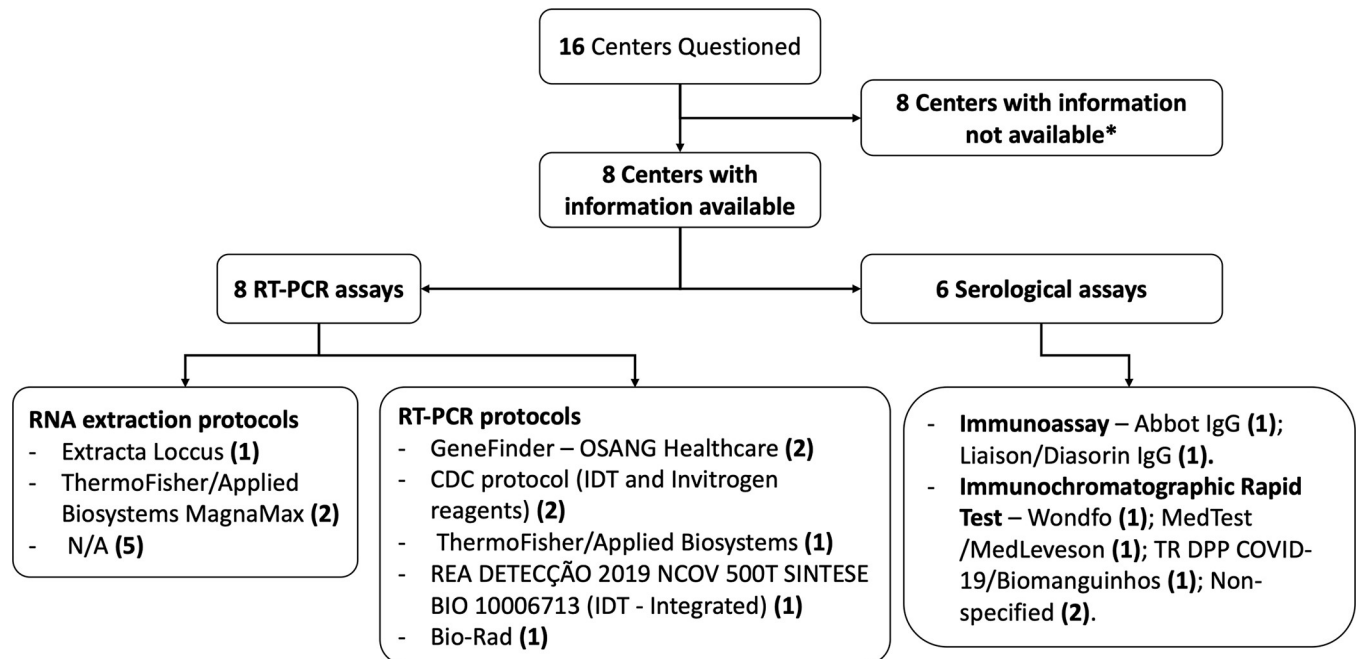 16 Centers Questioned
8 Centers with information
not available*
8 Centers with
information available
8 RT-PCR assays
6 Serological assays
RNA extraction protocols
- Extracta Loccus (1)
- ThermoFisher/Applied
Biosystems MagnaMax (2)
- N/A (5)
RT-PCR protocols
- GeneFinder – OSANG Healthcare (2)
- CDC protocol (IDT and Invitrogen
reagents) (2)
- ThermoFisher/Applied Biosystems (1)
- REA DETECÇÃO 2019 NCOV 500T SINTESE
BIO 10006713 (IDT - Integrated) (1)
- Bio-Rad (1)
- Immunoassay – Abbot IgG (1);
Liaison/Diasorin IgG (1).
- Immunochromatographic Rapid
Test – Wondfo (1); MedTest
/MedLeveson (1); TR DPP COVID-
19/Biomanguinhos (1); Non-
specified (2).